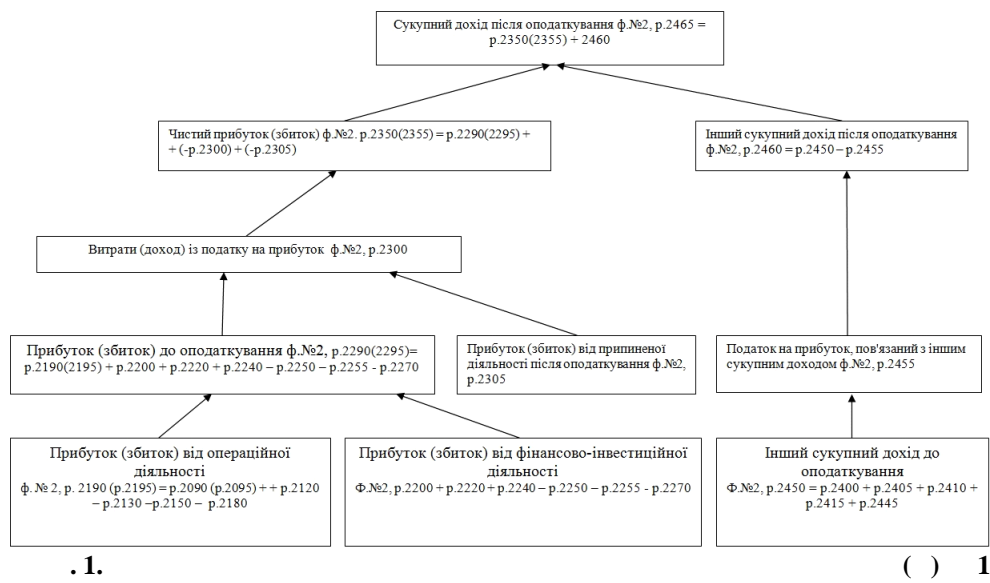 Сукупний дохід після оподаткування ф.№2, р.2465 =
р.2350(2355) + 2460
Чистий прибуток (збиток) ф.№2. р.2350(2355) = р.2290(2295) +
+ (-р.2300) + (-р.2305)
Інший сукупний дохід після оподаткування
ф.№2, р.2460 = р.2450 – р.2455
Витрати (доход) із податку на прибуток ф.№2, р.2300
Прибуток (збиток) до оподаткування ф.№2, р.2290(2295)=
р.2190(2195) + р.2200 + р.2220 + р.2240 – р.2250 – р.2255 - р.2270
Прибуток (збиток) від припиненої
діяльності після оподаткування ф.№2,
р.2305
Податок на прибуток, пов'язаний з іншим
сукупним доходом ф.№2, р.2455
Прибуток (збиток) від операційної
діяльності
ф. № 2, р. 2190 (р.2195) = р.2090 (р.2095) + + р.2120
– р.2130 –р.2150 – р.2180
Прибуток (збиток) від фінансово-інвестиційної
діяльності
Ф.№2, р.2200 + р.2220 + р.2240 – р.2250 – р.2255 - р.2270
Інший сукупний дохід до
оподаткування
Ф.№2, р.2450 = р.2400 + р.2405 + р.2410 +
р.2415 + р.2445
. 1. ( ) 1